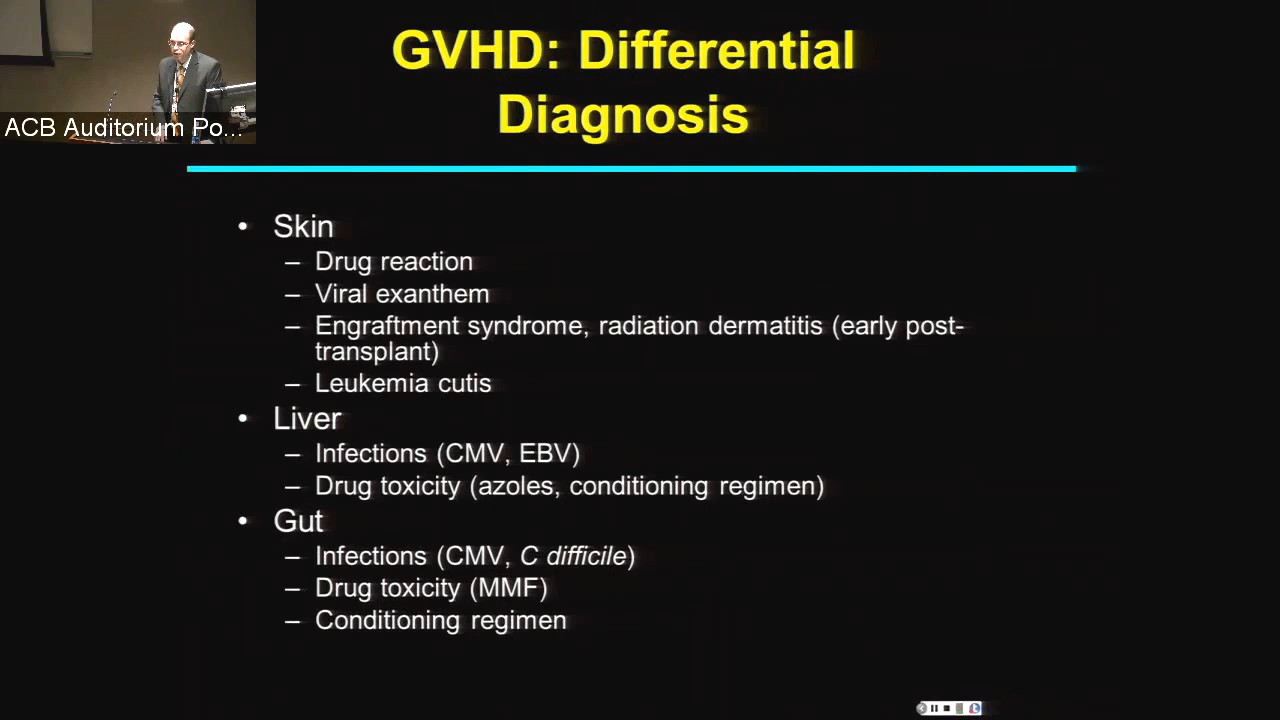 GVHD: Differential
Diagnosis
ACB Auditorium Po...
• Skin
– Drug reaction
– Viral exanthem
– Engraftment syndrome, radiation dermatitis (early post-
transplant)
– Leukemia cutis
• Liver
– Infections (CMV, EBV)
– Drug toxicity (azoles, conditioning regimen)
• Gut
– Infections (CMV, C difficile)
– Drug toxicity (MMF)
– Conditioning regimen